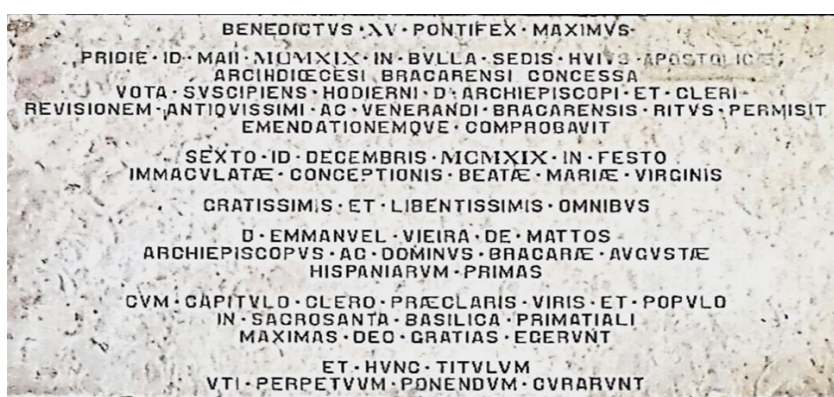 BENEDICTVS · XV · PONTIFEX · MAXIMVS·
PRIDIE · ID · MAII · MCMXIX · IN · BVLLA · SEDIS · HVIVS · APOSTOLICÆ
ARCIHDIŒCESI BRACARENSI CONCESSA
VOTA · SVSCIPIENS · HODIERNI · D · ARCHIEPISCOPI · ET · CLERI ·
REVISIONEM · ANTIQVISSIMI · AC · VENERANDI · BRACARENSIS · RITVS · PERMISIT
EMENDATIONEMQVE · COMPROBAVIT
SEXTO · ID · DECEMBRIS · MCMXIX · IN · FESTO
IMMACVLATÆ · CONCEPTIONIS · BEATÆ · MARIÆ · VIRGINIS
GRATISSIMIS · ET · LIBENTISSIMIS · OMNIBVS
D · EMMANVEL · VIEIRA · DE · MATTOS
ARCHIEPISCOPVS · AC · DOMINVS · BRACARÆ · AVGVSTÆ
HISPANIARVM · PRIMAS
CVM · CAPITVLO · CLERO · PRÆCLARIS · VIRIS · ET · POPVLO
IN · SACROSANTA · BASILICA · PRIMATIALI
MAXIMAS · DEO · GRATIAS · EGERVNT
ET · HVNC · TITVLVM
VTI · PERPETVVM · PONENDVM · CVRARVNT